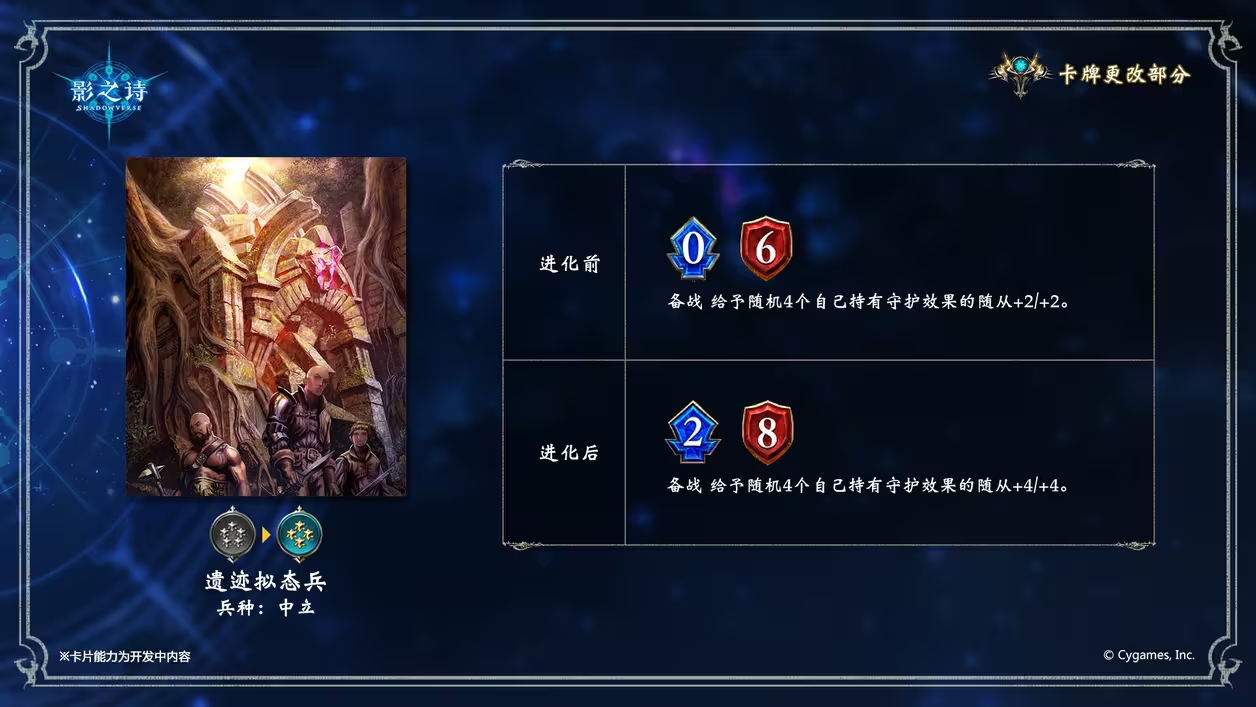 影之诗
SHADOWVERSE
卡牌更改部分
进化前
0 6
备战 给予随机4个自己持有守护效果的随从+2/+2。
进化后
2 8
备战 给予随机4个自己持有守护效果的随从+4/+4。
遗迹拟态兵
兵种：中立
※卡片能力为开发中内容
© Cygames, Inc.